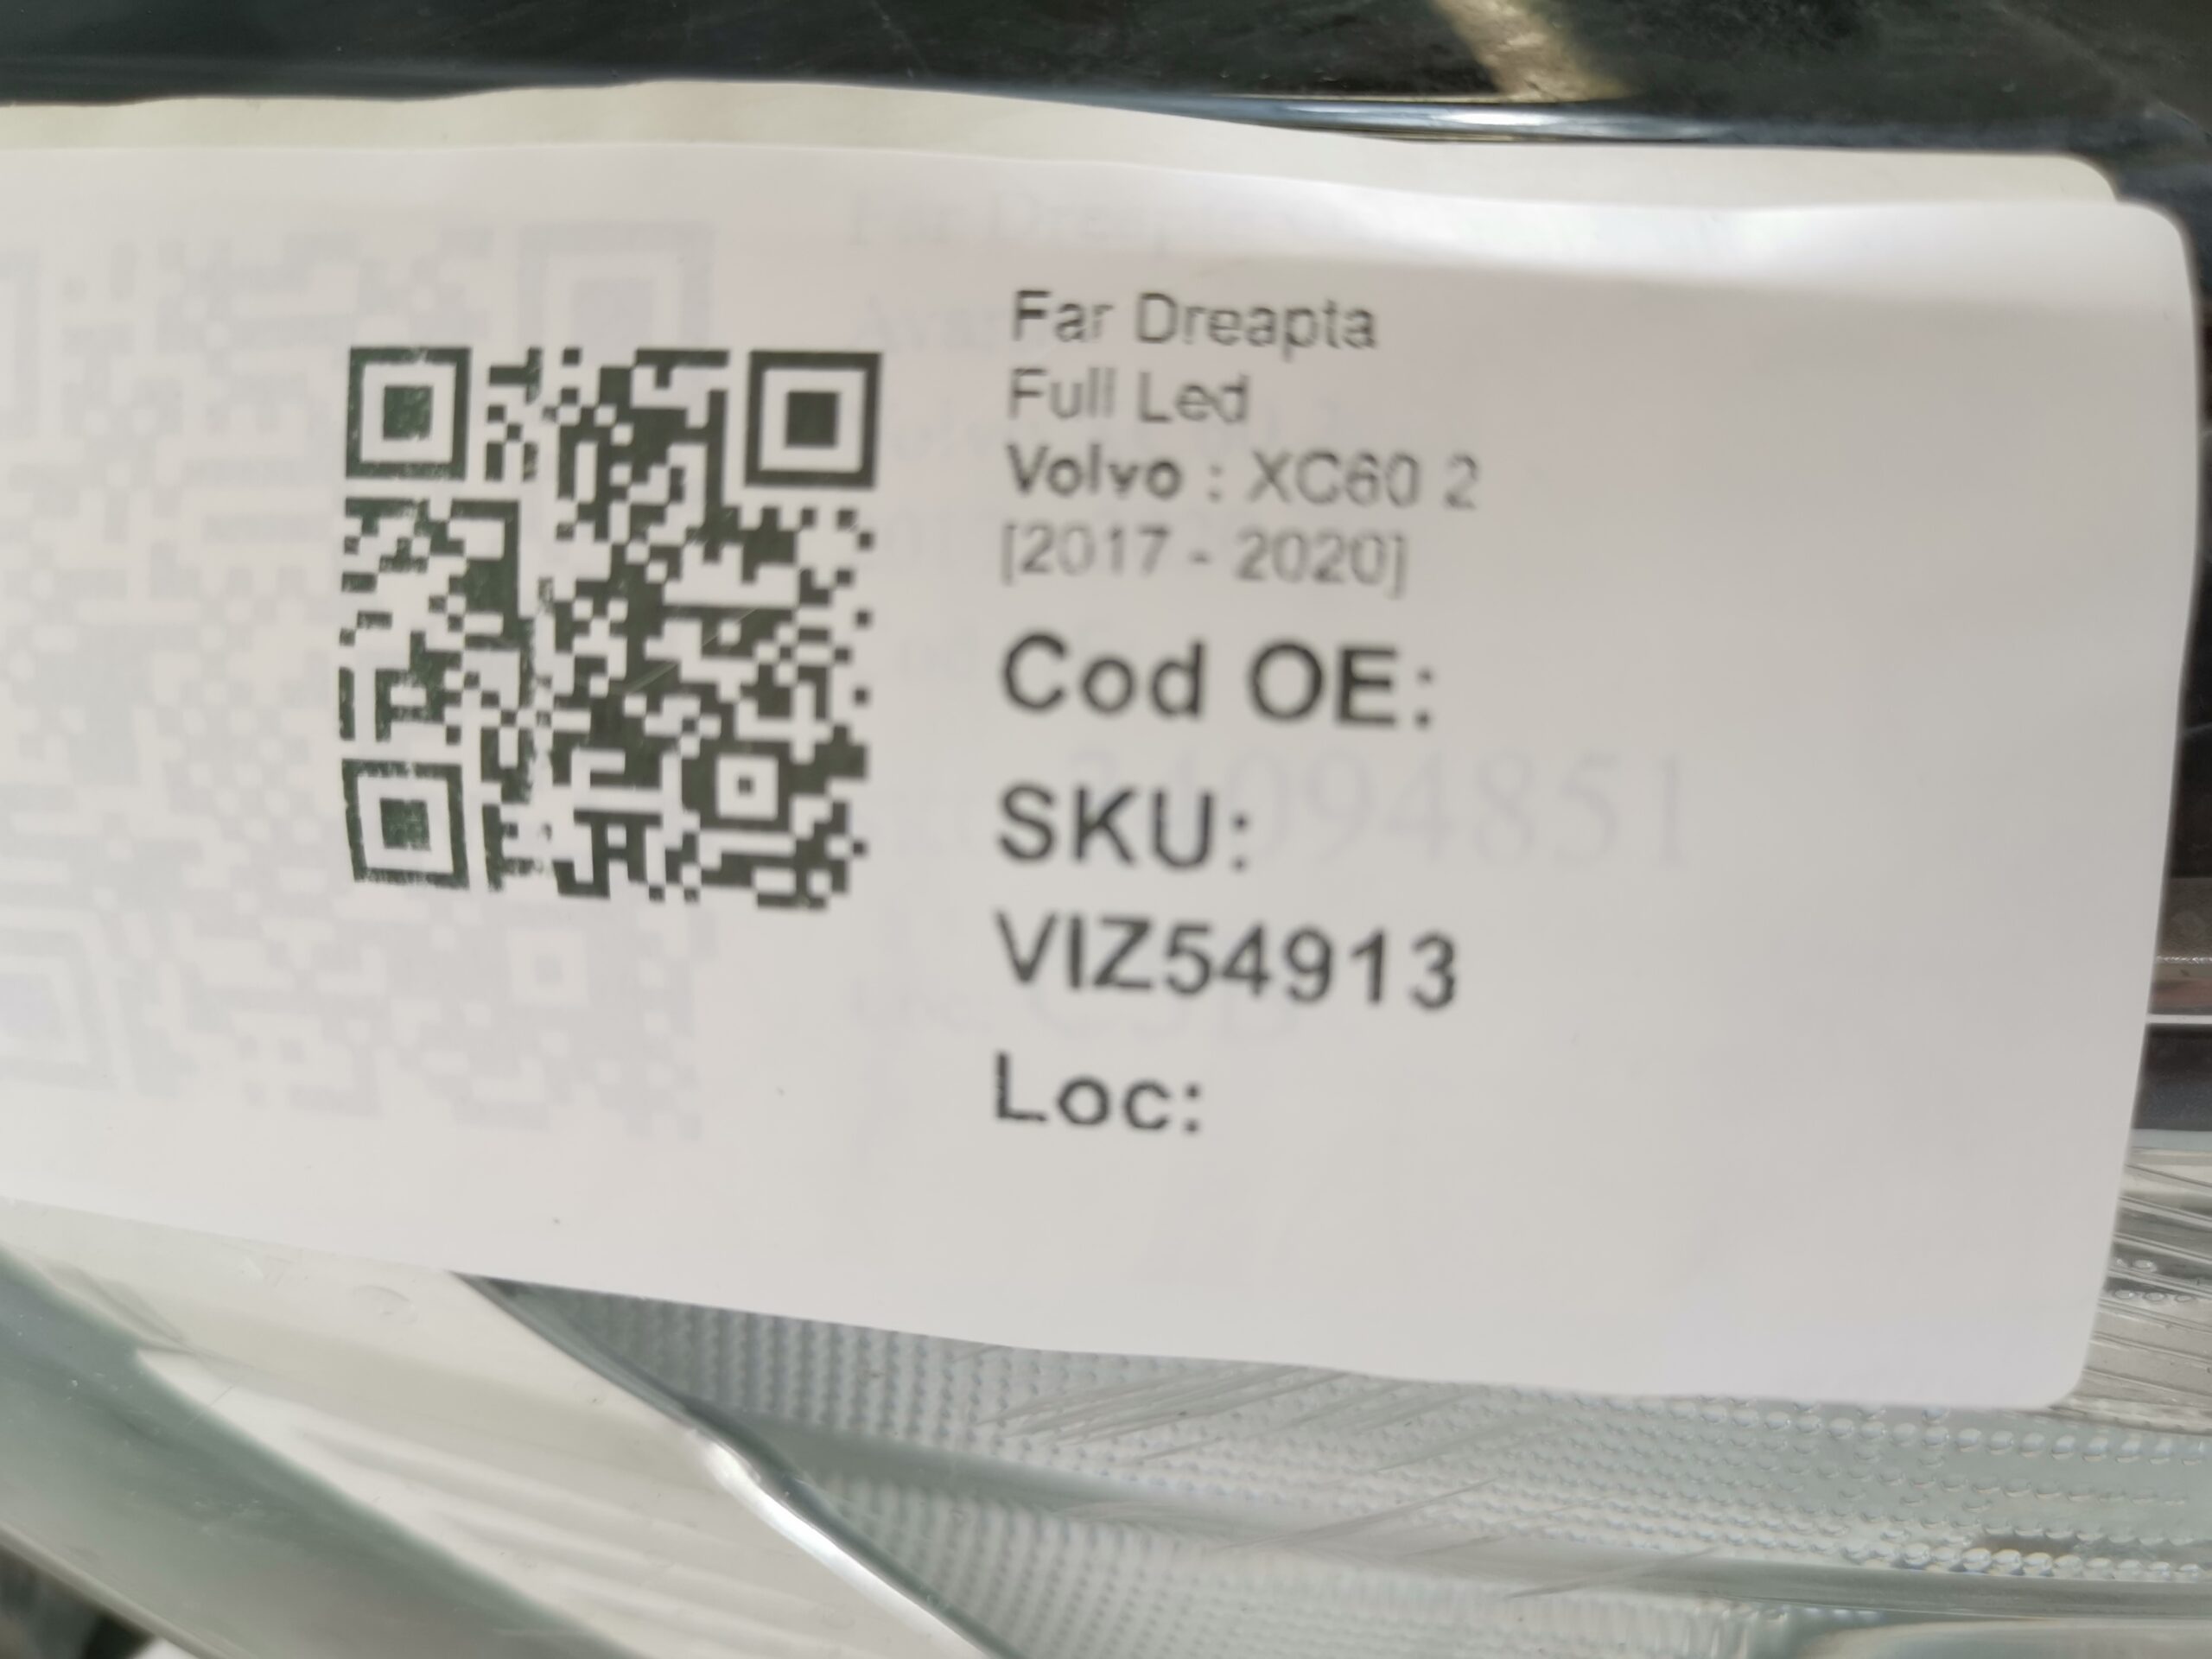 Far Dreapta
Full Led
Volvo : XC60 2
[2017 - 2020]
Cod OE:
SKU:
VIZ54913
Loc: